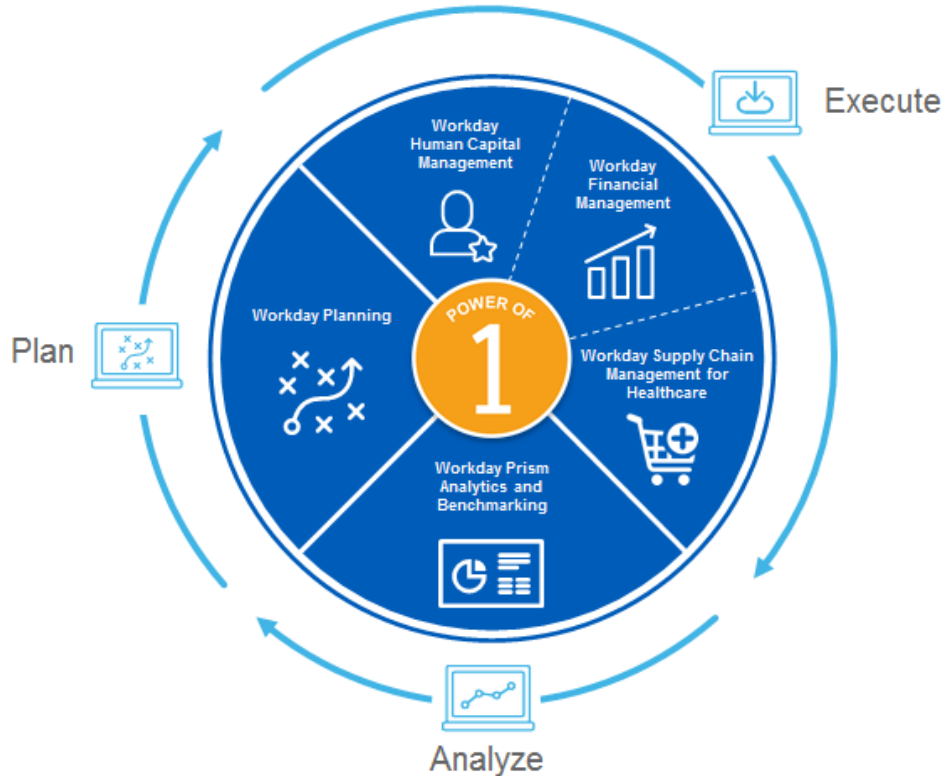 Execute
Workday
Human Capital
Management
Workday
Financial
Management
Workday Planning
POWER OF
1
Plan
Workday Supply Chain
Management for
Healthcare
Workday Prism
Analytics and
Benchmarking
Analyze